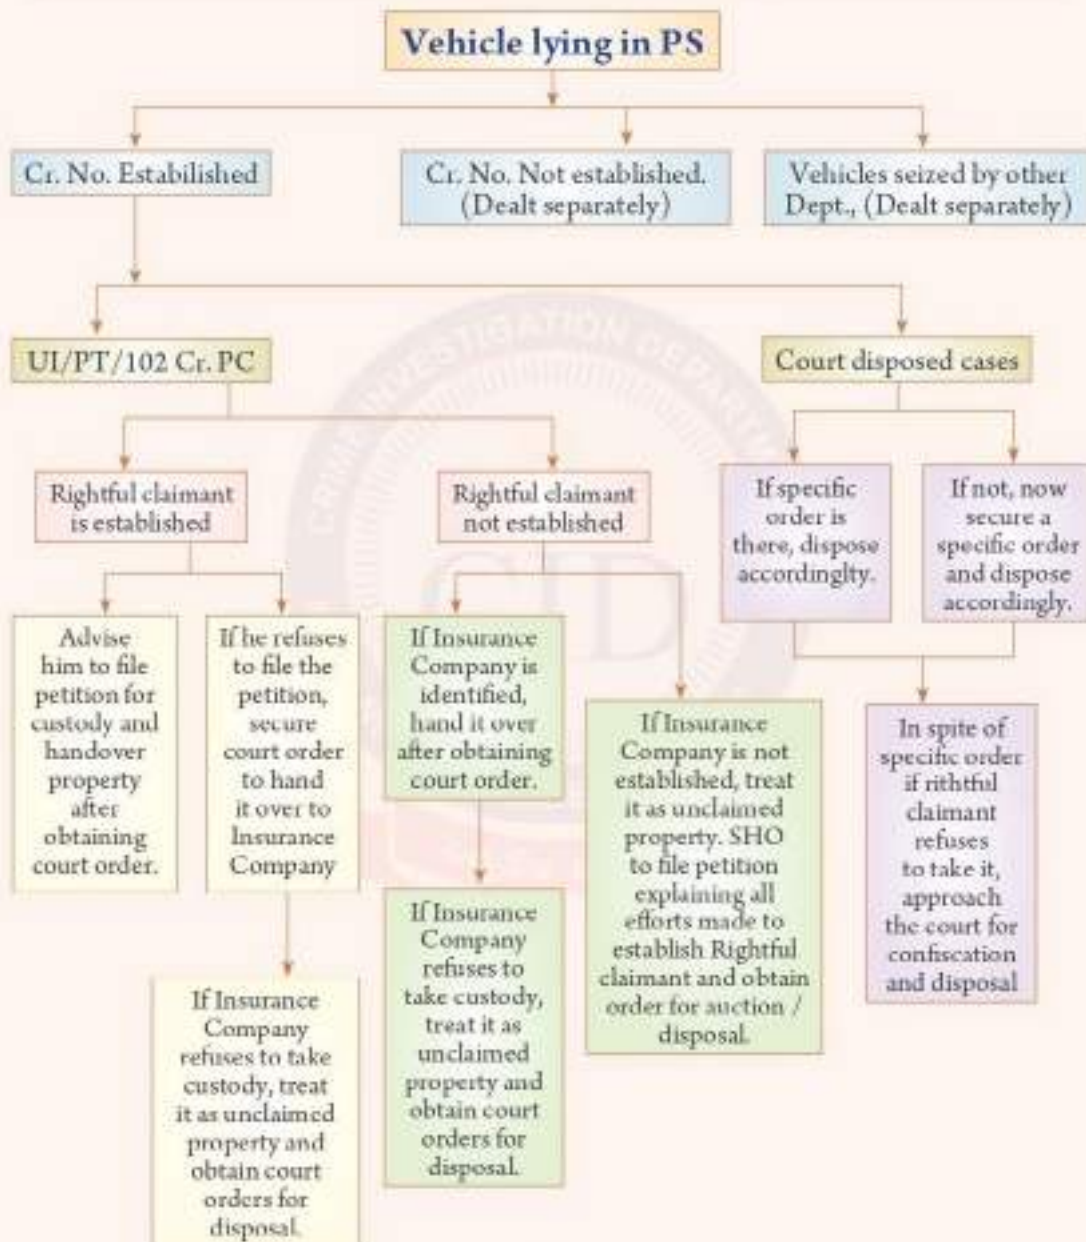 Vehicle lying in PS
Cr. No. Estabilished
Cr. No. Not established.
(Dealt separately)
Vehicles seized by other
Dept., (Dealt separately)
UI/PT/102 Cr. PC
Court disposed cases
Rightful claimant
is established
Rightful claimant
not established
If specific
order is
there, dispose
accordinglty.
If not, now
secure a
specific order
and dispose
accordingly.
Advise
him to file
petition for
custody and
handover
property
after
obtaining
court order.
If he refuses
to file the
petition,
secure
court order
to hand
it over to
Insurance
Company
If Insurance
Company is
identified,
hand it over
after obtaining
court order.
If Insurance
Company is not
established, treat
it as unclaimed
property. SHO
to file petition
explaining all
efforts made to
establish Rightful
claimant and obtain
order for auction /
disposal.
In spite of
specific order
if rithtful
claimant
refuses
to take it,
approach
the court for
confiscation
and disposal
If Insurance
Company
refuses to take
custody, treat
it as unclaimed
property and
obtain court
orders for
disposal.
If Insurance
Company
refuses to
take custody,
treat it as
unclaimed
property and
obtain court
orders for
disposal.
CRIME INVESTIGATION DEPARTM
CID